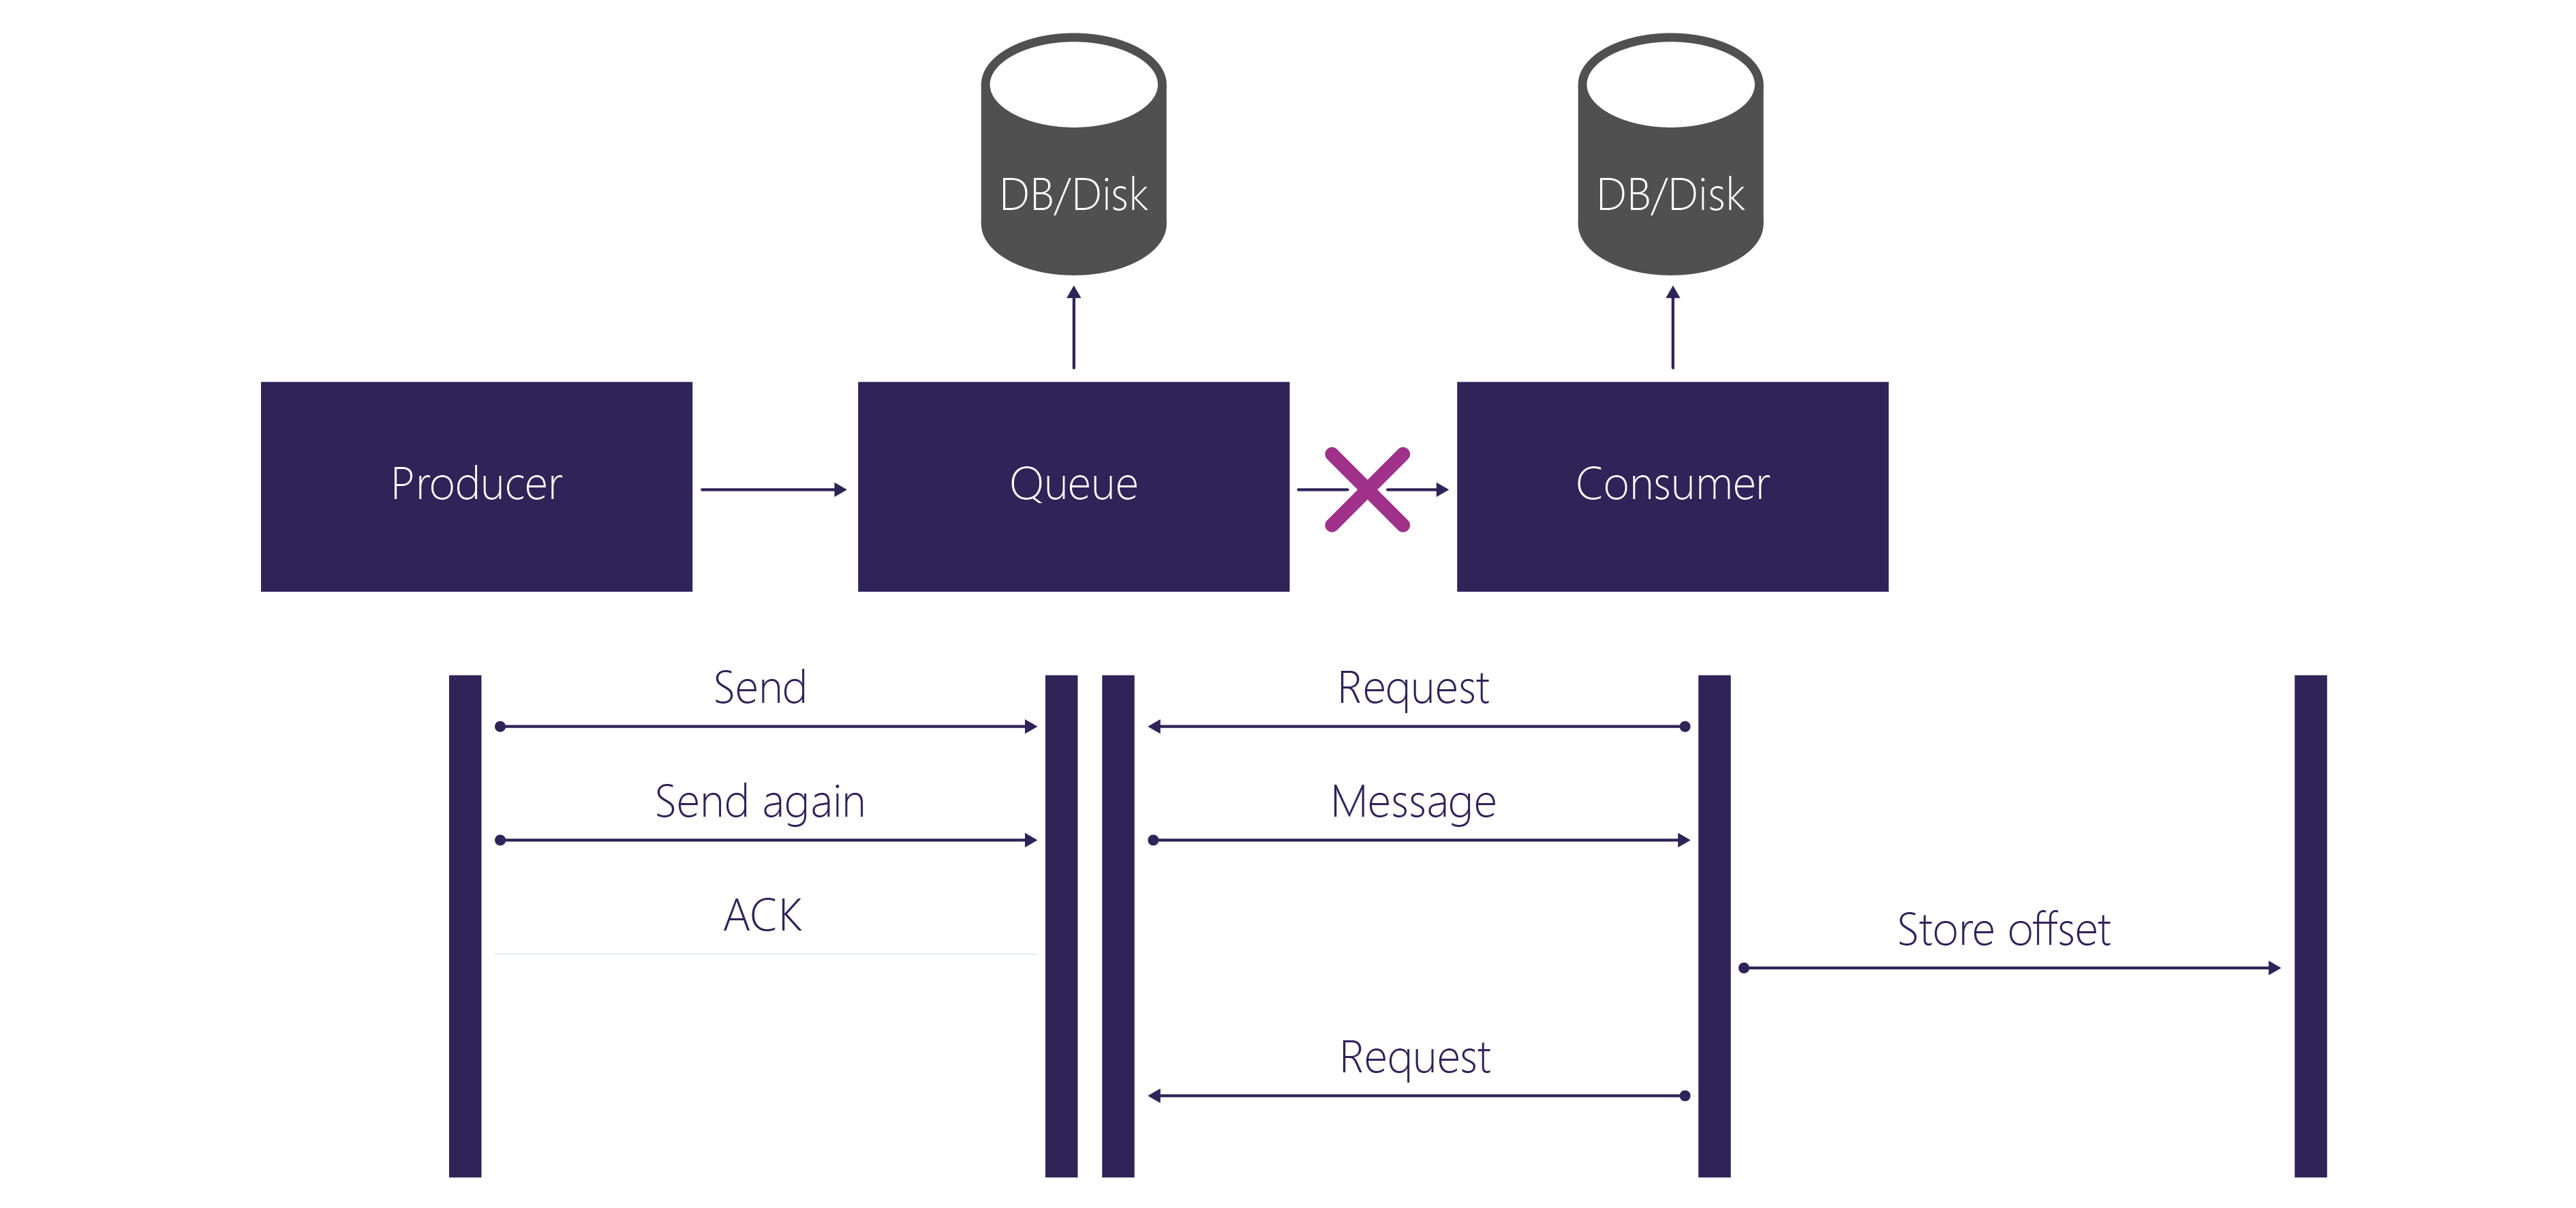 DB/Disk
DB/Disk
Producer
Queue
Consumer
Send
Request
Send again
Message
ACK
Store offset
Request